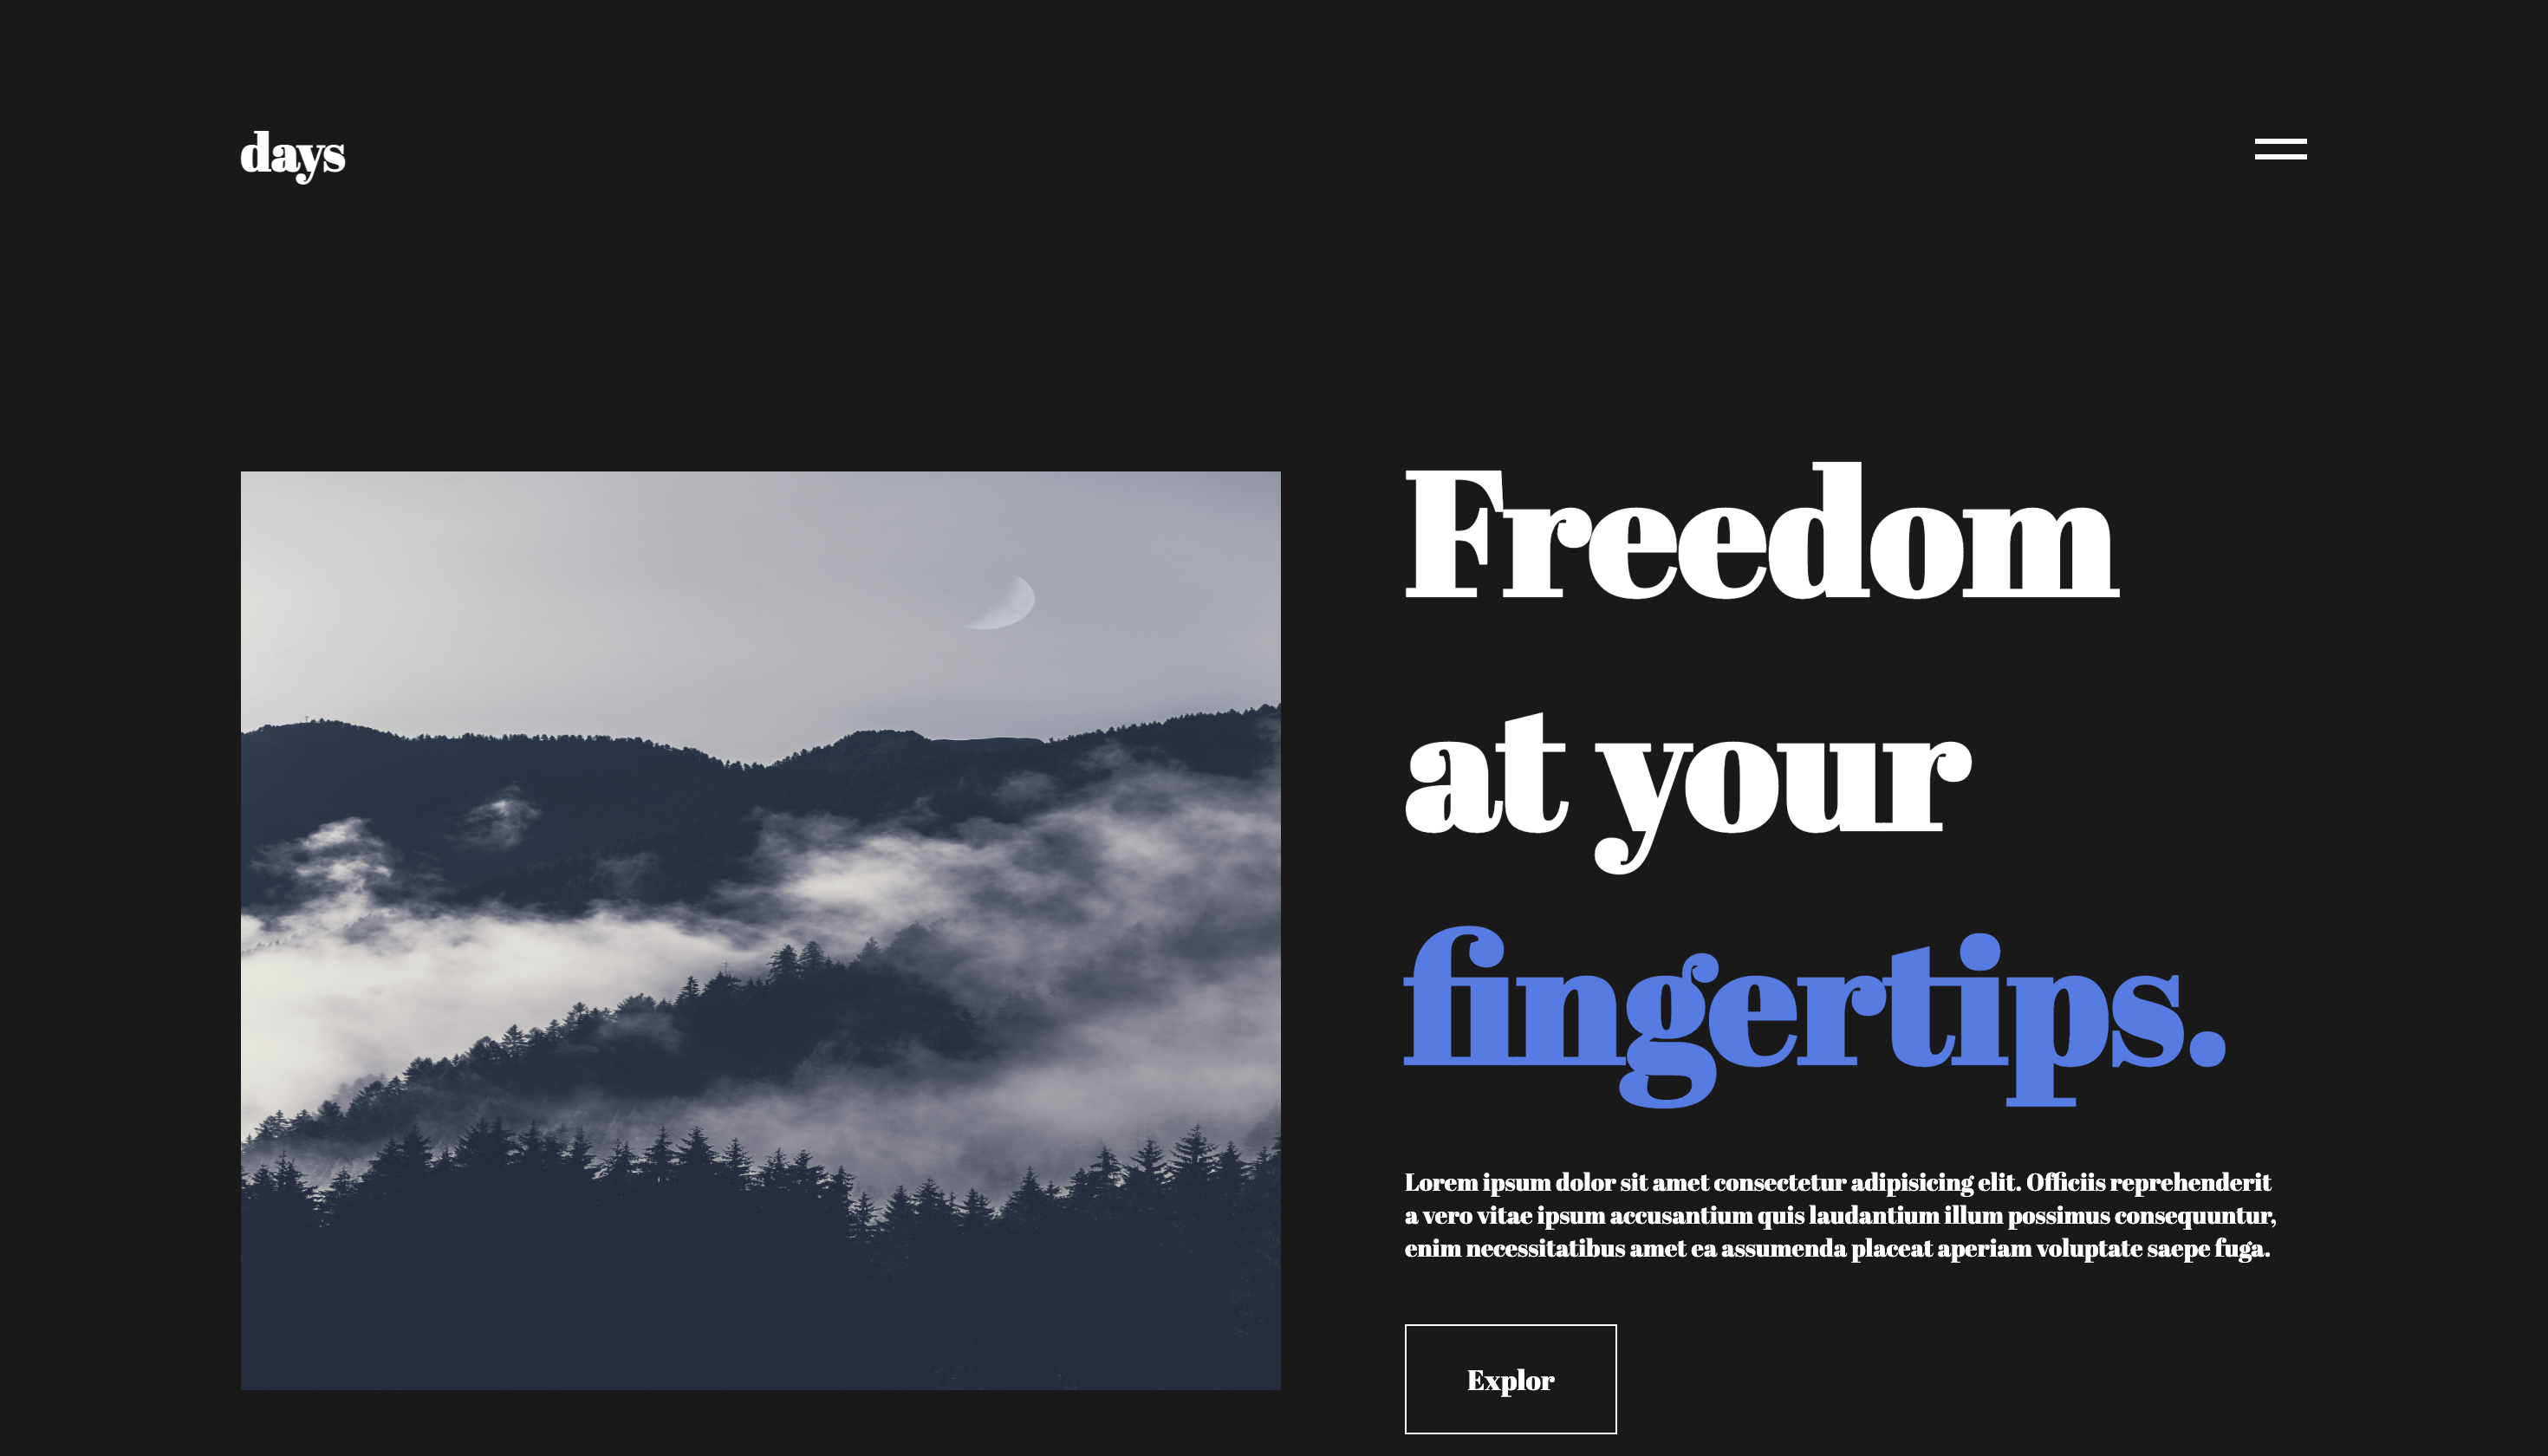 days
Freedom
at your
fingertips.
Lorem ipsum dolor sit amet consectetur adipisicing elit. Officiis reprehenderit
a vero vitae ipsum accusantium quis laudantium illum possimus consequuntur,
enim necessitatibus amet ea assumenda placeat aperiam voluptate saepe fuga.
Explor